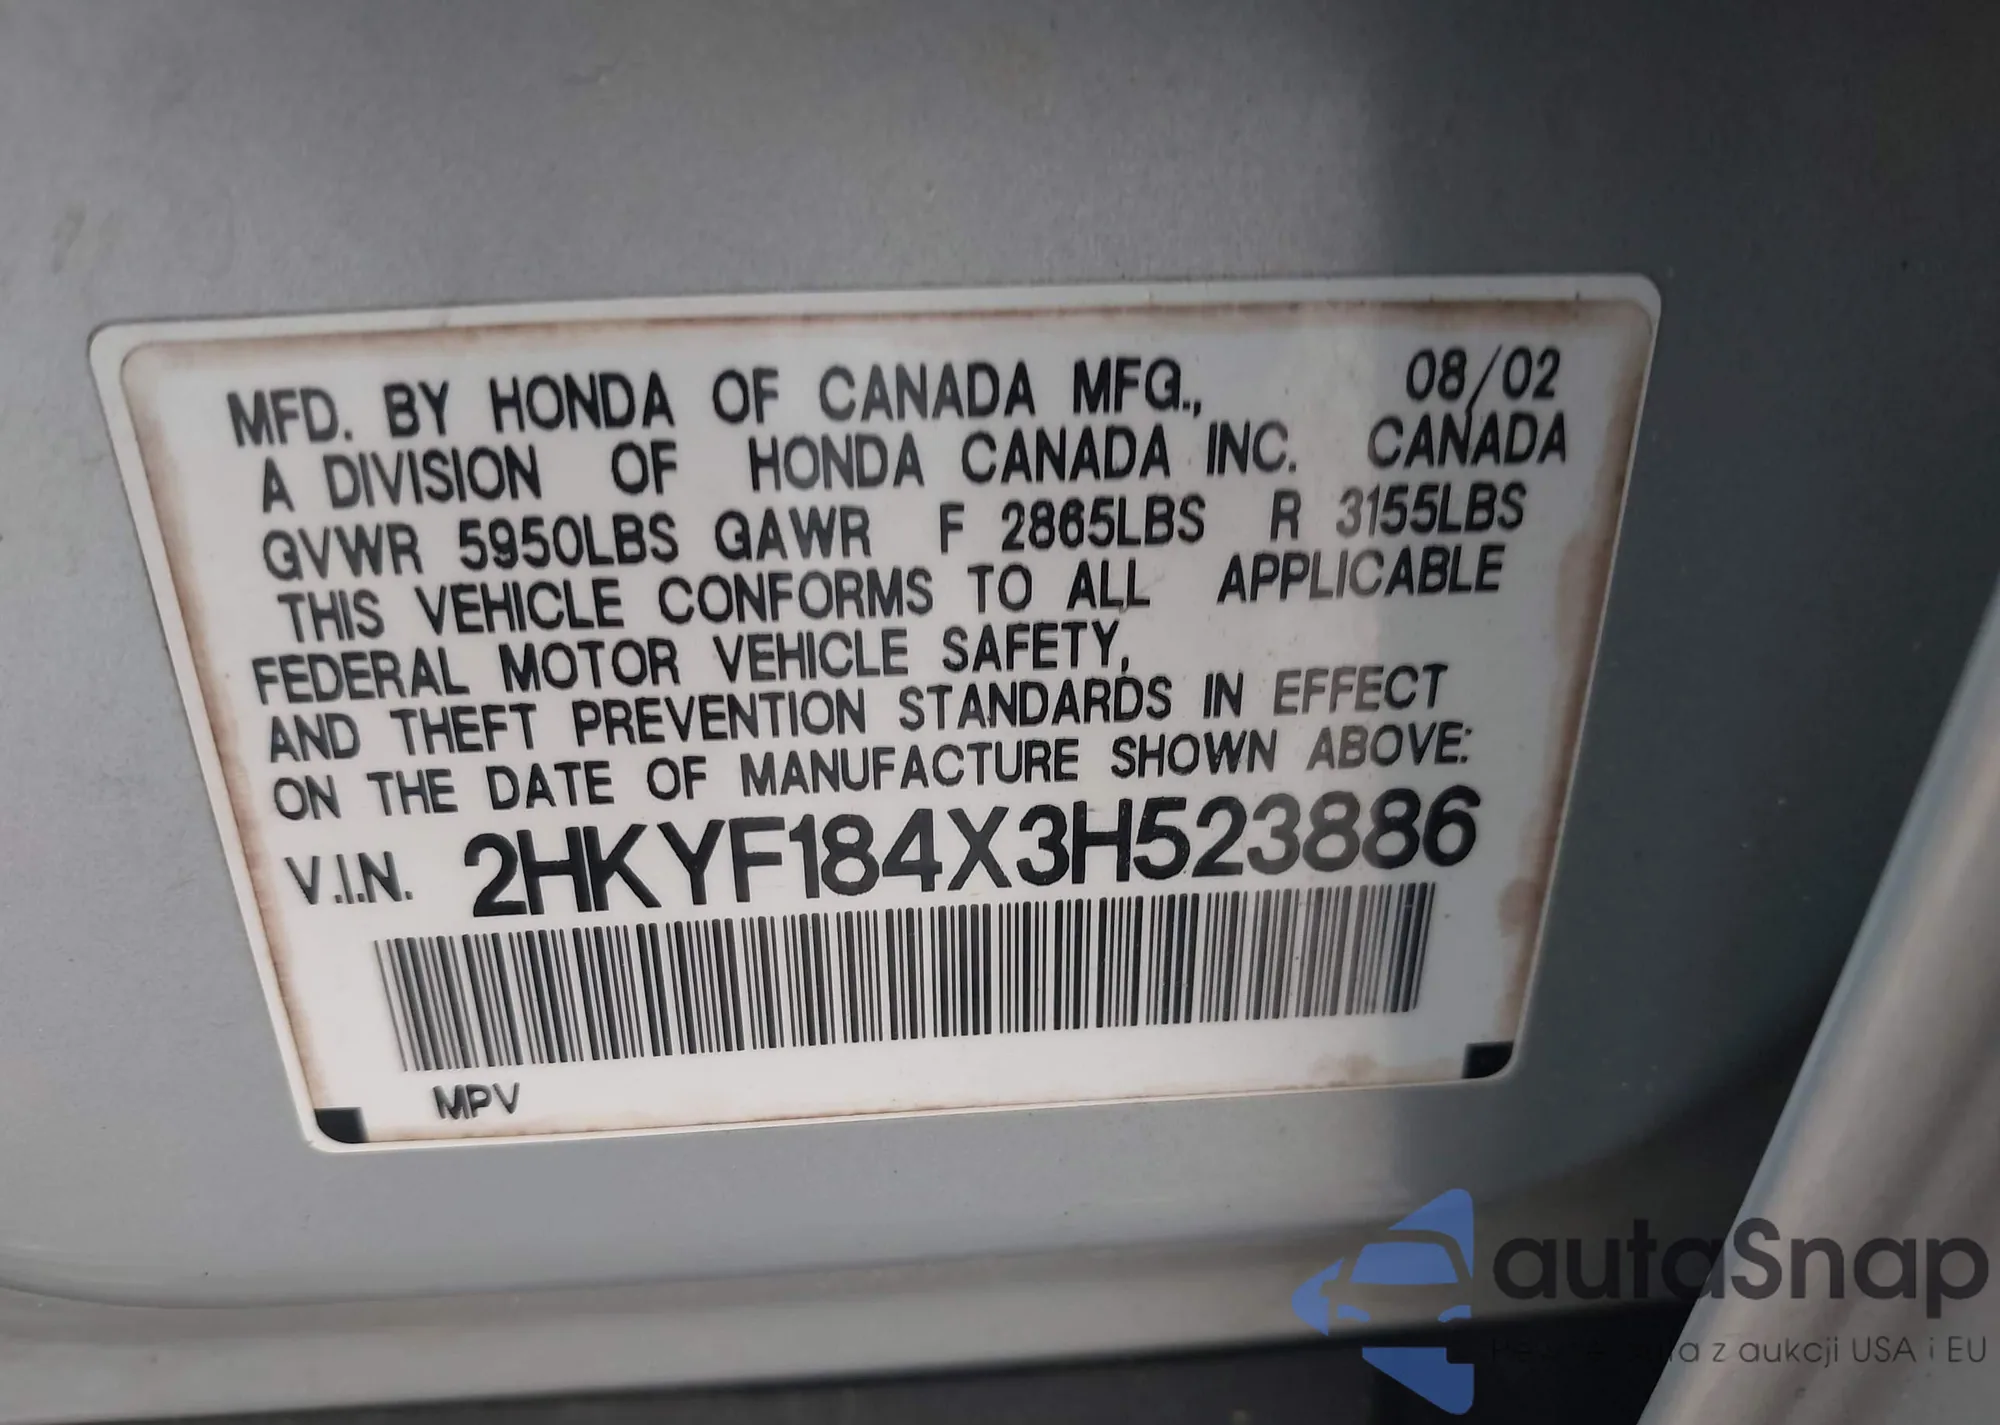 MFD. BY HONDA OF CANADA MFG., 08/02
A DIVISION OF HONDA CANADA INC. CANADA
GVWR 5950LBS GAWR F 2865LBS R 3155LBS
THIS VEHICLE CONFORMS TO ALL APPLICABLE
FEDERAL MOTOR VEHICLE SAFETY,
AND THEFT PREVENTION STANDARDS IN EFFECT
ON THE DATE OF MANUFACTURE SHOWN ABOVE:
V.I.N. 2HKYF184X3H523886
MPV
autaSnap
z aukcji USA i EU